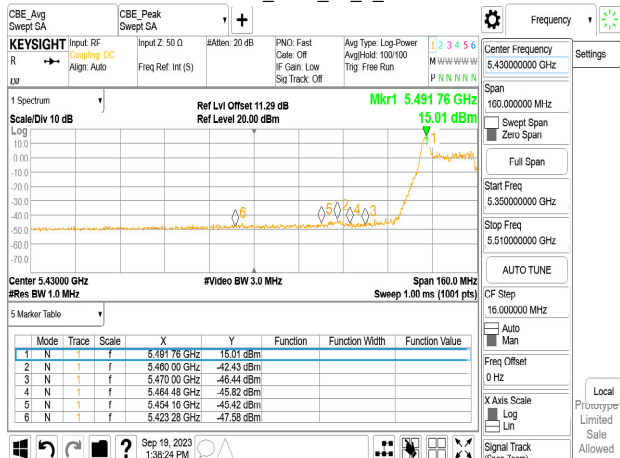 CBE_Avg
Swept SA
CBE_Peak
Swept SA
Frequency
KEYSIGHT
R
LXI
Input: RF
Coupling: DC
Align: Auto
Input Z: 50 Ω
Freq Ref: Int (S)
#Atten: 20 dB
PNO: Fast
Gate: Off
IF Gain: Low
Sig Track: Off
Avg Type: Log-Power
Avg|Hold: 100/100
Trig: Free Run
1 2 3 4 5 6
M W W W W W
P N N N N N
1 Spectrum
Scale/Div 10 dB
Log
Ref Lvl Offset 11.29 dB
Ref Level 20.00 dBm
Mkr1 5.491 76 GHz
15.01 dBm
10.0
0.00
-10.0
-20.0
-30.0
-40.0
-50.0
-60.0
-70.0
1
6
5
2
4
3
Center 5.43000 GHz
#Res BW 1.0 MHz
#Video BW 3.0 MHz
Span 160.0 MHz
Sweep 1.00 ms (1001 pts)
5 Marker Table
Mode Trace Scale X Y Function Function Width Function Value
1 N 1 f 5.491 76 GHz 15.01 dBm
2 N 1 f 5.460 00 GHz -42.43 dBm
3 N 1 f 5.470 00 GHz -46.44 dBm
4 N 1 f 5.464 48 GHz -45.82 dBm
5 N 1 f 5.454 16 GHz -45.42 dBm
6 N 1 f 5.423 28 GHz -47.58 dBm
Sep 19, 2023
1:38:24 PM
Center Frequency
5.430000000 GHz
Settings
Span
160.000000 MHz
Swept Span
Zero Span
Full Span
Start Freq
5.350000000 GHz
Stop Freq
5.510000000 GHz
AUTO TUNE
CF Step
16.000000 MHz
Auto
Man
Freq Offset
0 Hz
X Axis Scale
Log
Lin
Signal Track
(Span Zoom)
Local
Prototype
Limited
Sale
Allowed